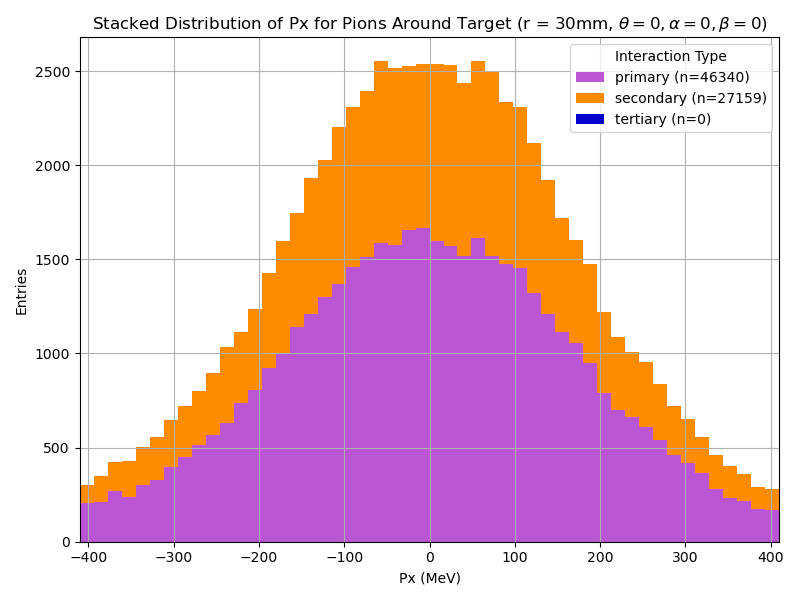 Stacked Distribution of Px for Pions Around Target (r = 30mm, θ = 0, α = 0, β = 0)
Interaction Type
primary (n=46340)
secondary (n=27159)
tertiary (n=0)
2500
2000
1500
1000
500
0
Entries
−400 −300 −200 −100 0 100 200 300 400
Px (MeV)